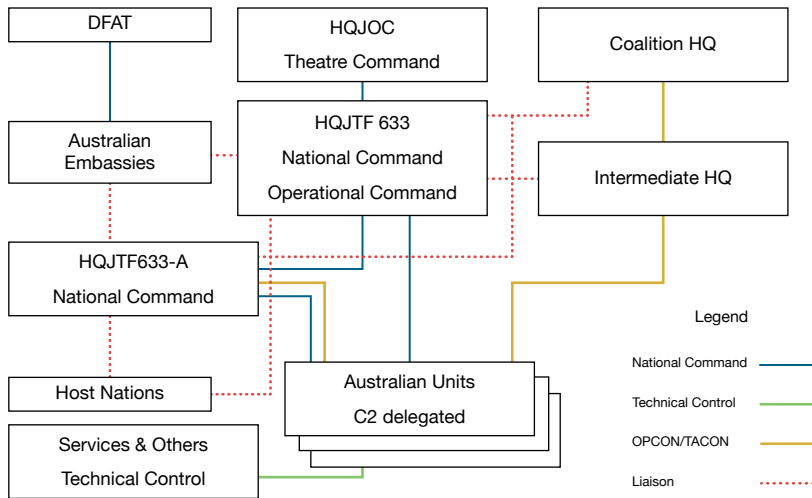 DFAT
HQJOC
Theatre Command
Coalition HQ
HQJTF 633
National Command
Operational Command
Australian
Embassies
Intermediate HQ
HQJTF633-A
National Command
Legend
National Command
Technical Control
OPCON/TACON
Liaison
Host Nations
Australian Units
C2 delegated
Services & Others
Technical Control